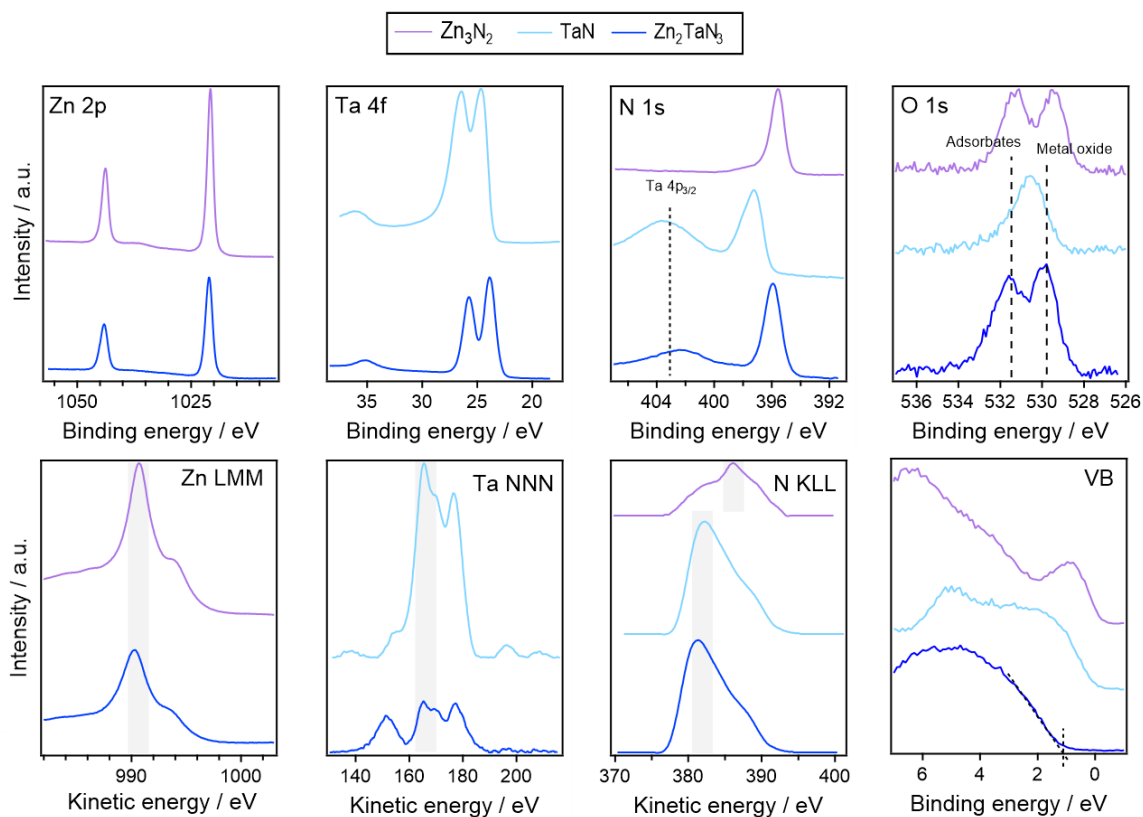 Zn₃N₂ TaN Zn₂TaN₃
Zn 2p
Ta 4f
N 1s
O 1s
Adsorbates
Metal oxide
Ta 4p₃/₂
Intensity / a.u.
1050 1025
35 30 25 20
404 400 396 392
536 534 532 530 528 526
Binding energy / eV
Binding energy / eV
Binding energy / eV
Binding energy / eV
Zn LMM
Ta NNN
N KLL
VB
Intensity / a.u.
990 1000
140 160 180 200
370 380 390 400
6 4 2 0
Kinetic energy / eV
Kinetic energy / eV
Kinetic energy / eV
Binding energy / eV